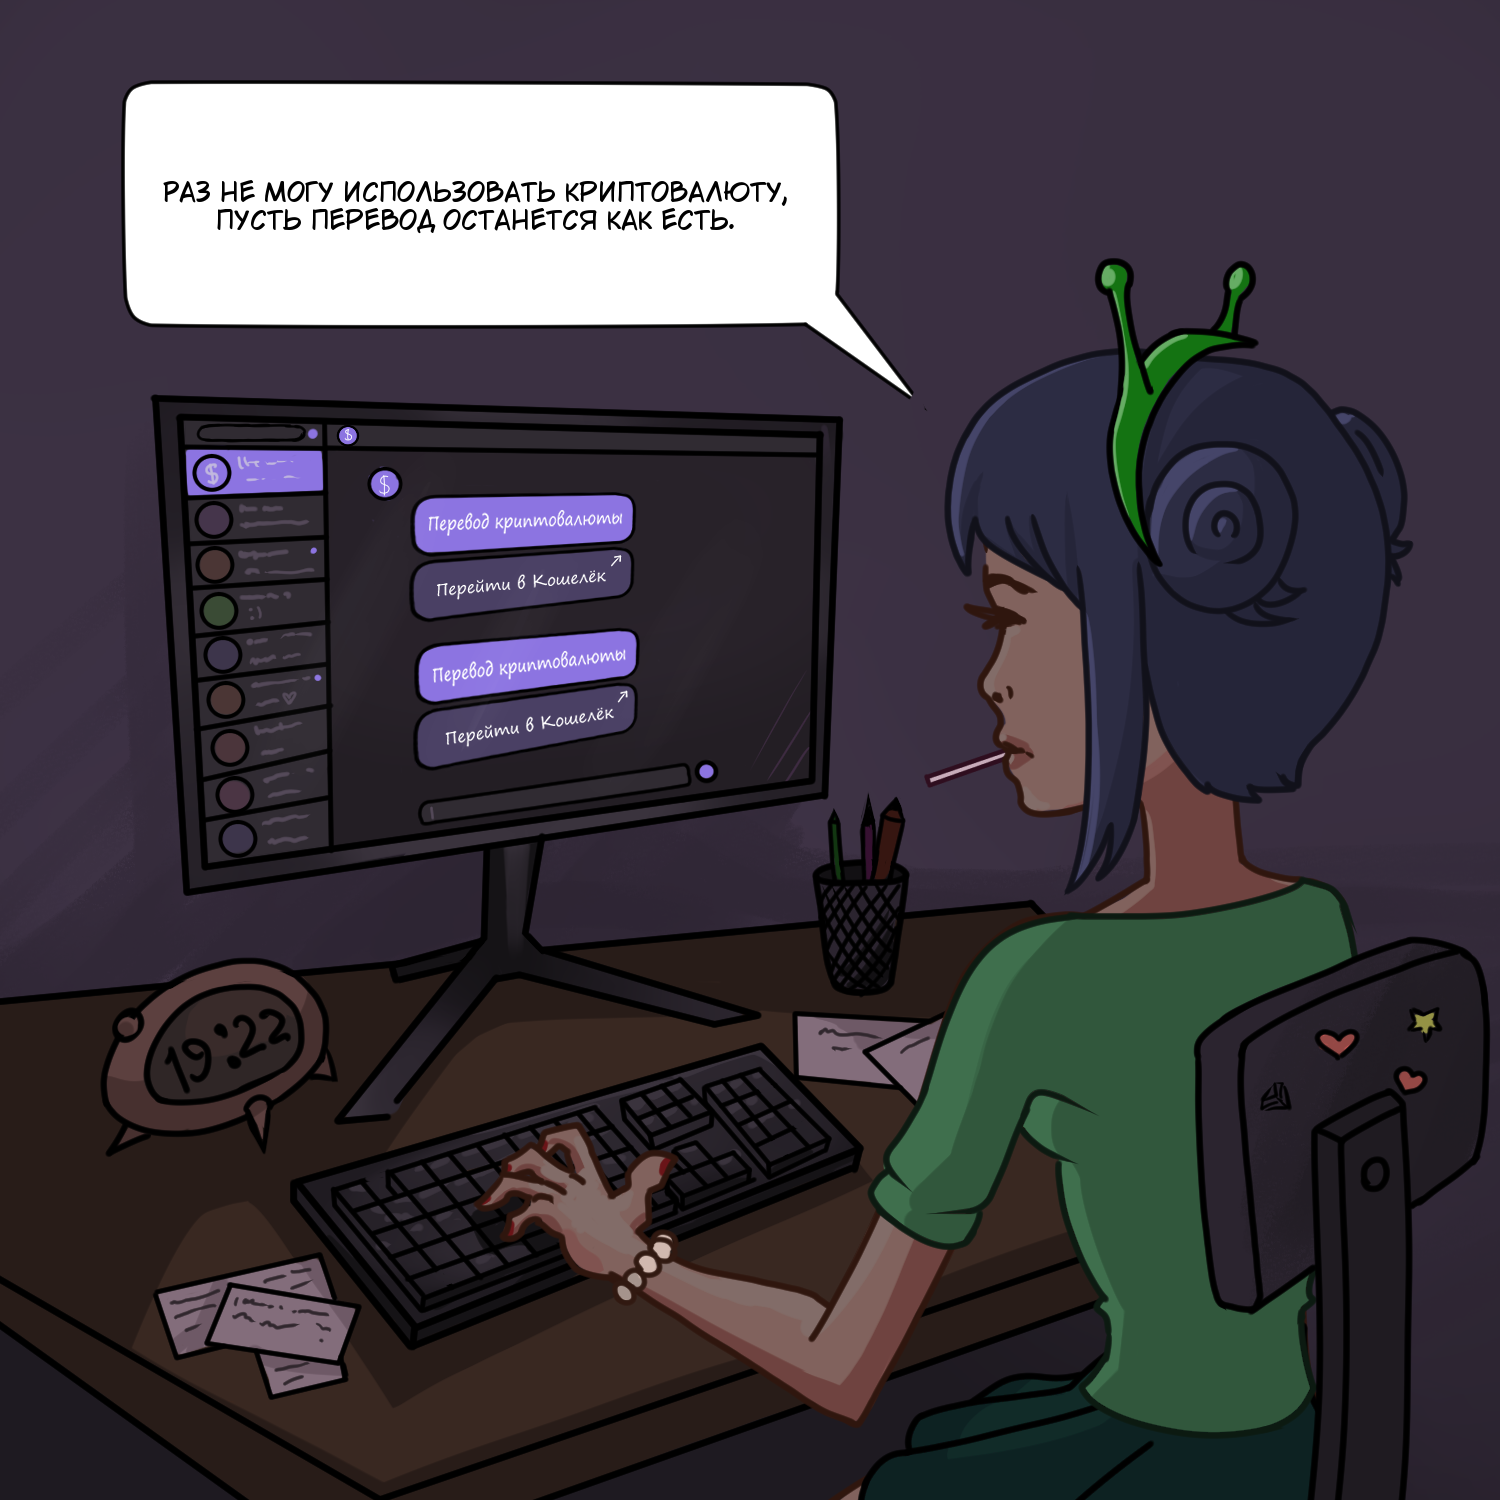 РАЗ НЕ МОГУ ИСПОЛЬЗОВАТЬ КРИПТОВАЛЮТУ,
ПУСТЬ ПЕРЕВОД ОСТАНЕТСЯ КАК ЕСТЬ.
$
$
$
Перевод криптовалюты
Перейти в Кошелёк
:)
Перевод криптовалюты
Перейти в Кошелёк
19:22